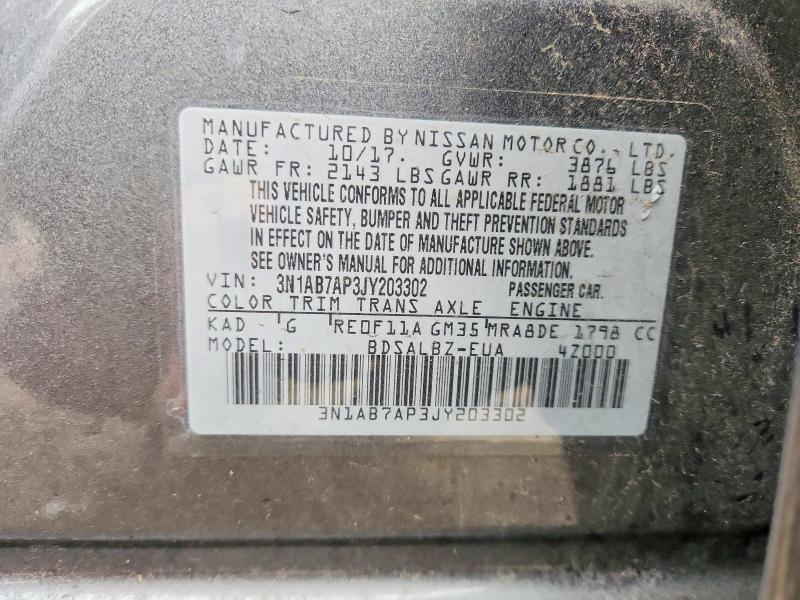 MANUFACTURED BY NISSAN MOTOR CO., LTD.
DATE: 10/17. GVWR: 3876 LBS
GAWR FR: 2143 LBS GAWR RR: 1881 LBS
THIS VEHICLE CONFORMS TO ALL APPLICABLE FEDERAL MOTOR
VEHICLE SAFETY, BUMPER AND THEFT PREVENTION STANDARDS
IN EFFECT ON THE DATE OF MANUFACTURE SHOWN ABOVE.
SEE OWNER'S MANUAL FOR ADDITIONAL INFORMATION.
VIN: 3N1AB7AP3JY203302 PASSENGER CAR.
COLOR TRIM TRANS AXLE ENGINE
KAD G RE0F11A GM35 MRA8DE 1798 CC
MODEL: BDSALBZ-EUA 4Z000
3N1AB7AP3JY203302